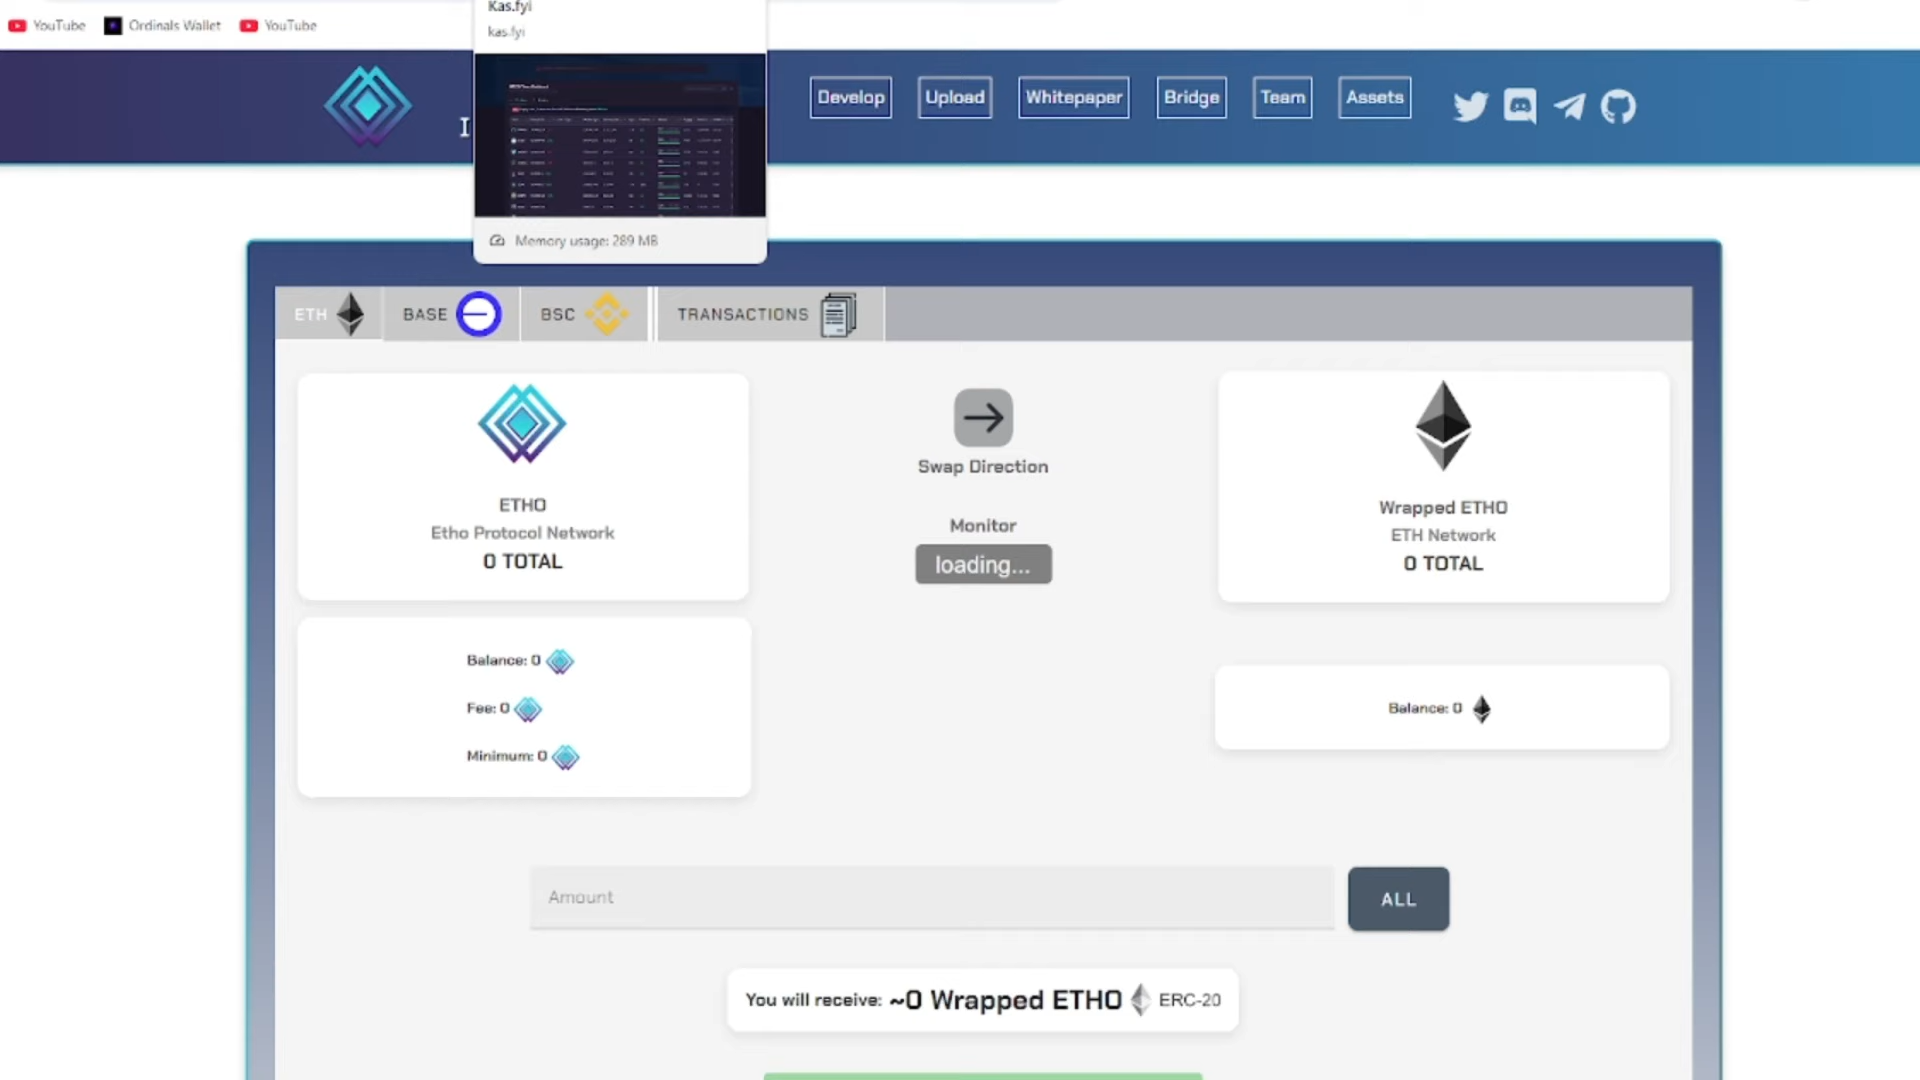 Kas.fyi
kas.fyi
YouTube
Ordinals Wallet
YouTube
Develop
Upload
Whitepaper
Bridge
Team
Assets
Memory usage: 289 MB
ETH
BASE
BSC
TRANSACTIONS
ETHO
Etho Protocol Network
0 TOTAL
Swap Direction
Monitor
loading...
Wrapped ETHO
ETH Network
0 TOTAL
Balance: 0
Fee: 0
Minimum: 0
Balance: 0
Amount
ALL
You will receive: ~0 Wrapped ETHO ERC-20